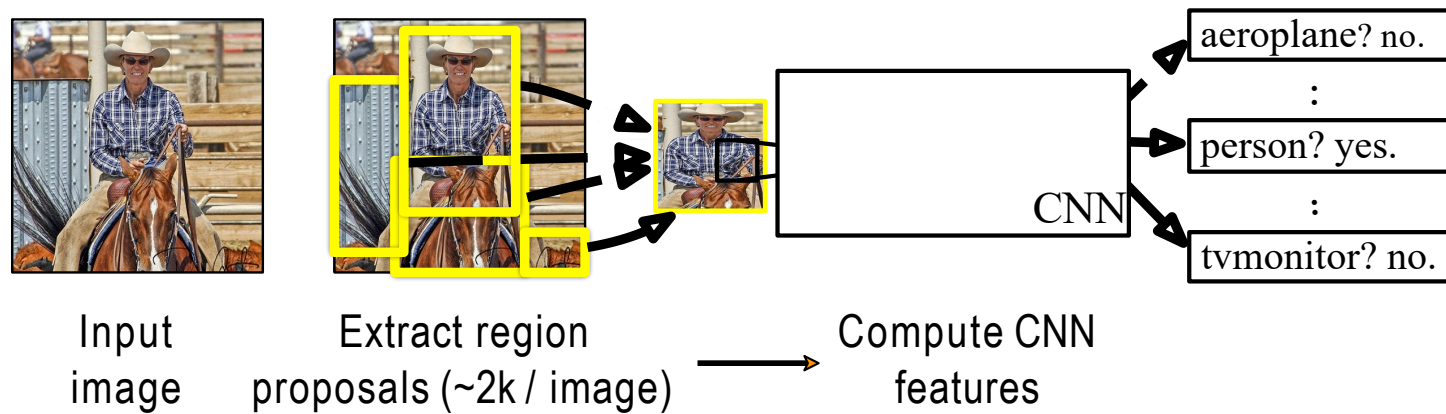 aeroplane? no.
:
person? yes.
CNN
:
tvmonitor? no.
Input
image
Extract region
proposals (~2k / image)
Compute CNN
features